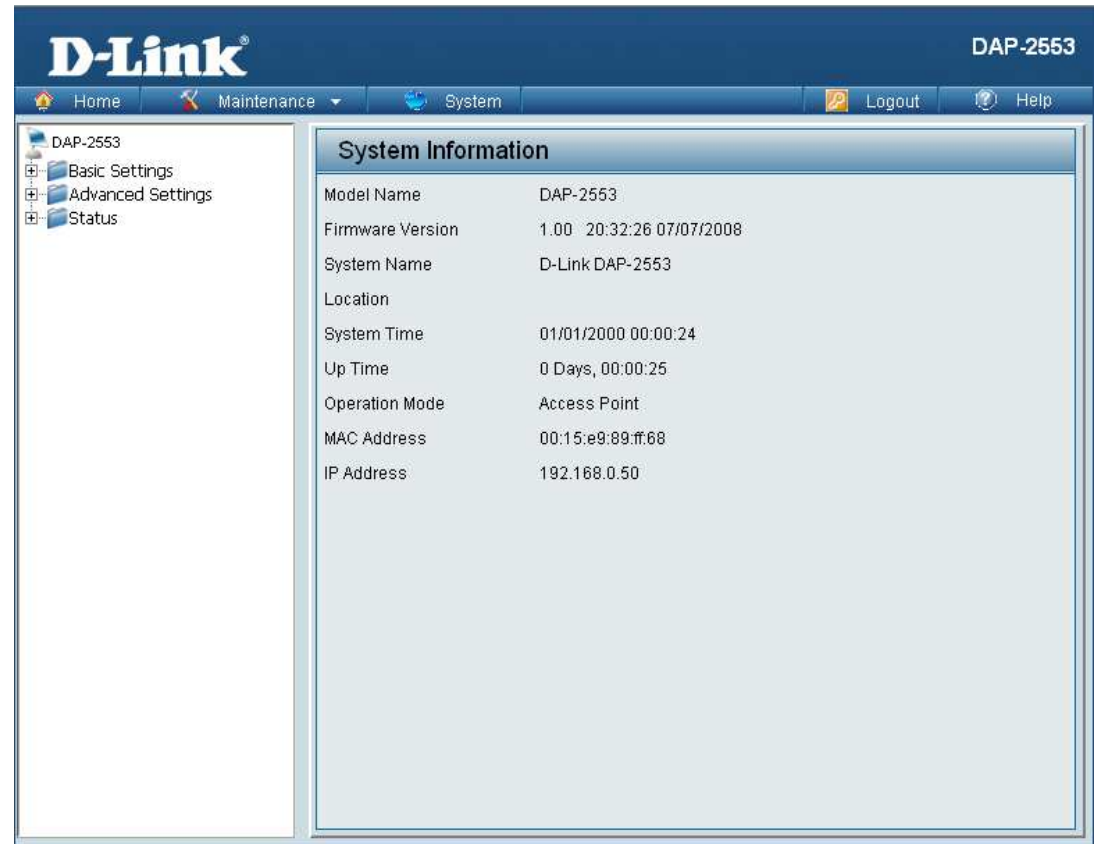 D-Link®
DAP-2553
Home Maintenance System Logout Help
DAP-2553
Basic Settings
Advanced Settings
Status
System Information
Model Name DAP-2553
Firmware Version 1.00 20:32:26 07/07/2008
System Name D-Link DAP-2553
Location
System Time 01/01/2000 00:00:24
Up Time 0 Days, 00:00:25
Operation Mode Access Point
MAC Address 00:15:e9:89:ff:68
IP Address 192.168.0.50